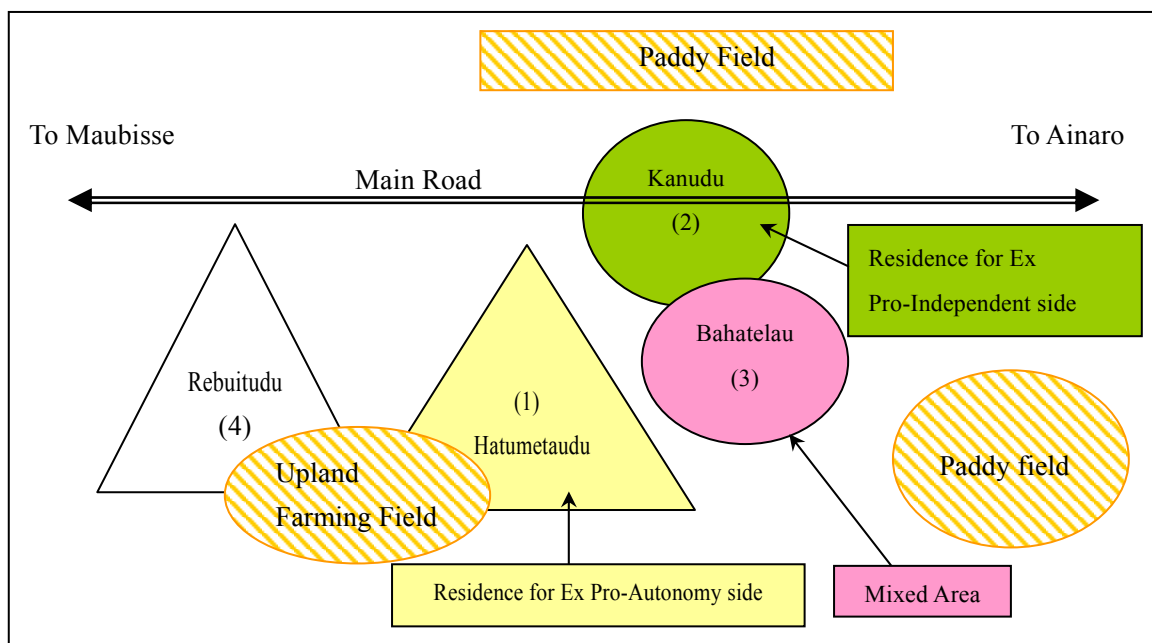 Paddy Field
To Maubisse
To Ainaro
Main Road
Kanudu
(2)
Residence for Ex
Pro-Independent side
Bahatelau
(3)
Rebuitudu
(4)
(1)
Hatumetaudu
Upland
Farming Field
Paddy field
Residence for Ex Pro-Autonomy side
Mixed Area